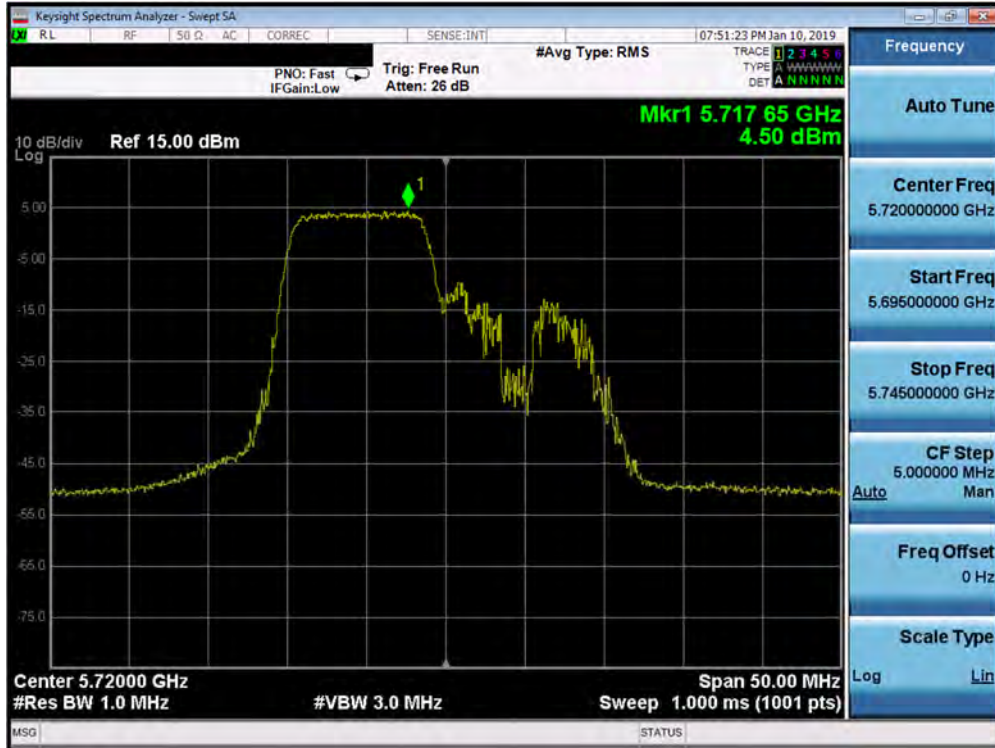 Keysight Spectrum Analyzer - Swept SA
RL RF 50 Ω AC CORREC SENSE:INT 07:51:23 PM Jan 10, 2019
#Avg Type: RMS
TRACE 1 2 3 4 5 6
PNO: Fast Trig: Free Run TYPE A WWWWW
IFGain:Low Atten: 26 dB DET A N N N N N
Mkr1 5.717 65 GHz
4.50 dBm
10 dB/div Ref 15.00 dBm
Log
1
5.00
-5.00
-15.0
-25.0
-35.0
-45.0
-55.0
-65.0
-75.0
Center 5.72000 GHz Span 50.00 MHz
#Res BW 1.0 MHz #VBW 3.0 MHz Sweep 1.000 ms (1001 pts)
MSG STATUS
Frequency
Auto Tune
Center Freq
5.720000000 GHz
Start Freq
5.695000000 GHz
Stop Freq
5.745000000 GHz
CF Step
5.000000 MHz
Auto Man
Freq Offset
0 Hz
Scale Type
Log Lin